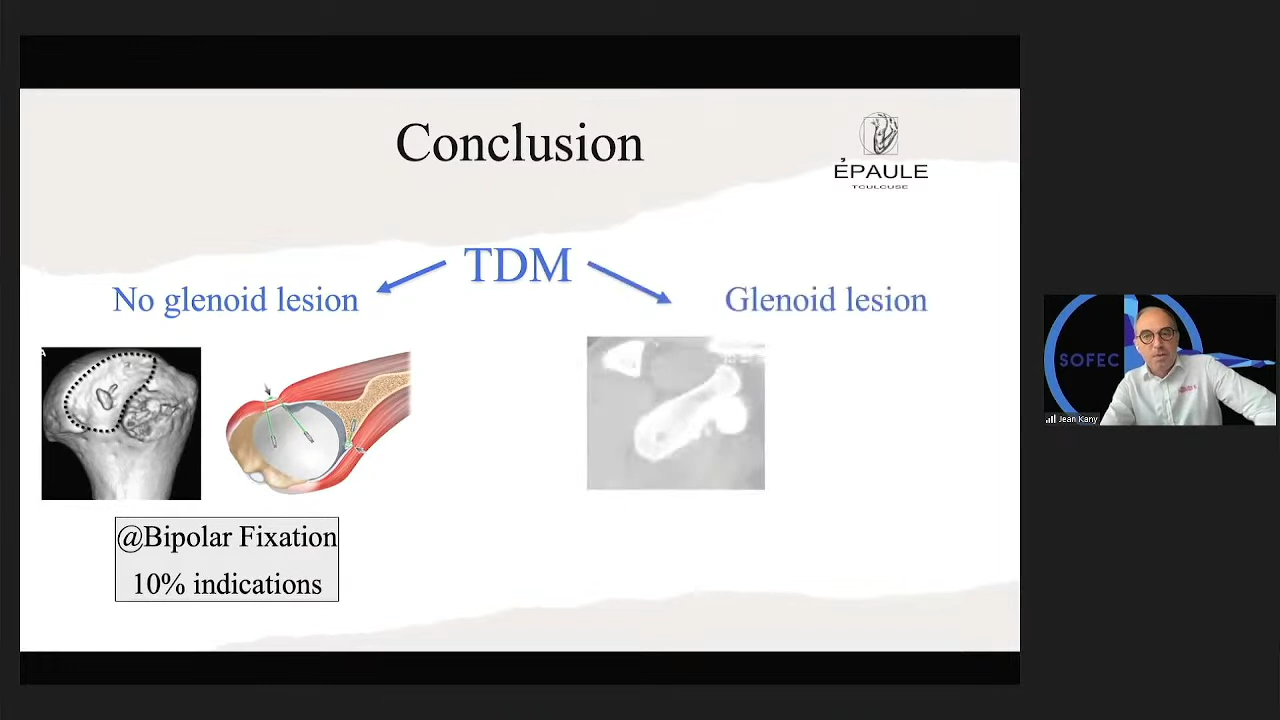 Conclusion
ÉPAULE
TOULOUSE
TDM
No glenoid lesion
Glenoid lesion
A
@Bipolar Fixation
10% indications
SOFEC
Jean Kany